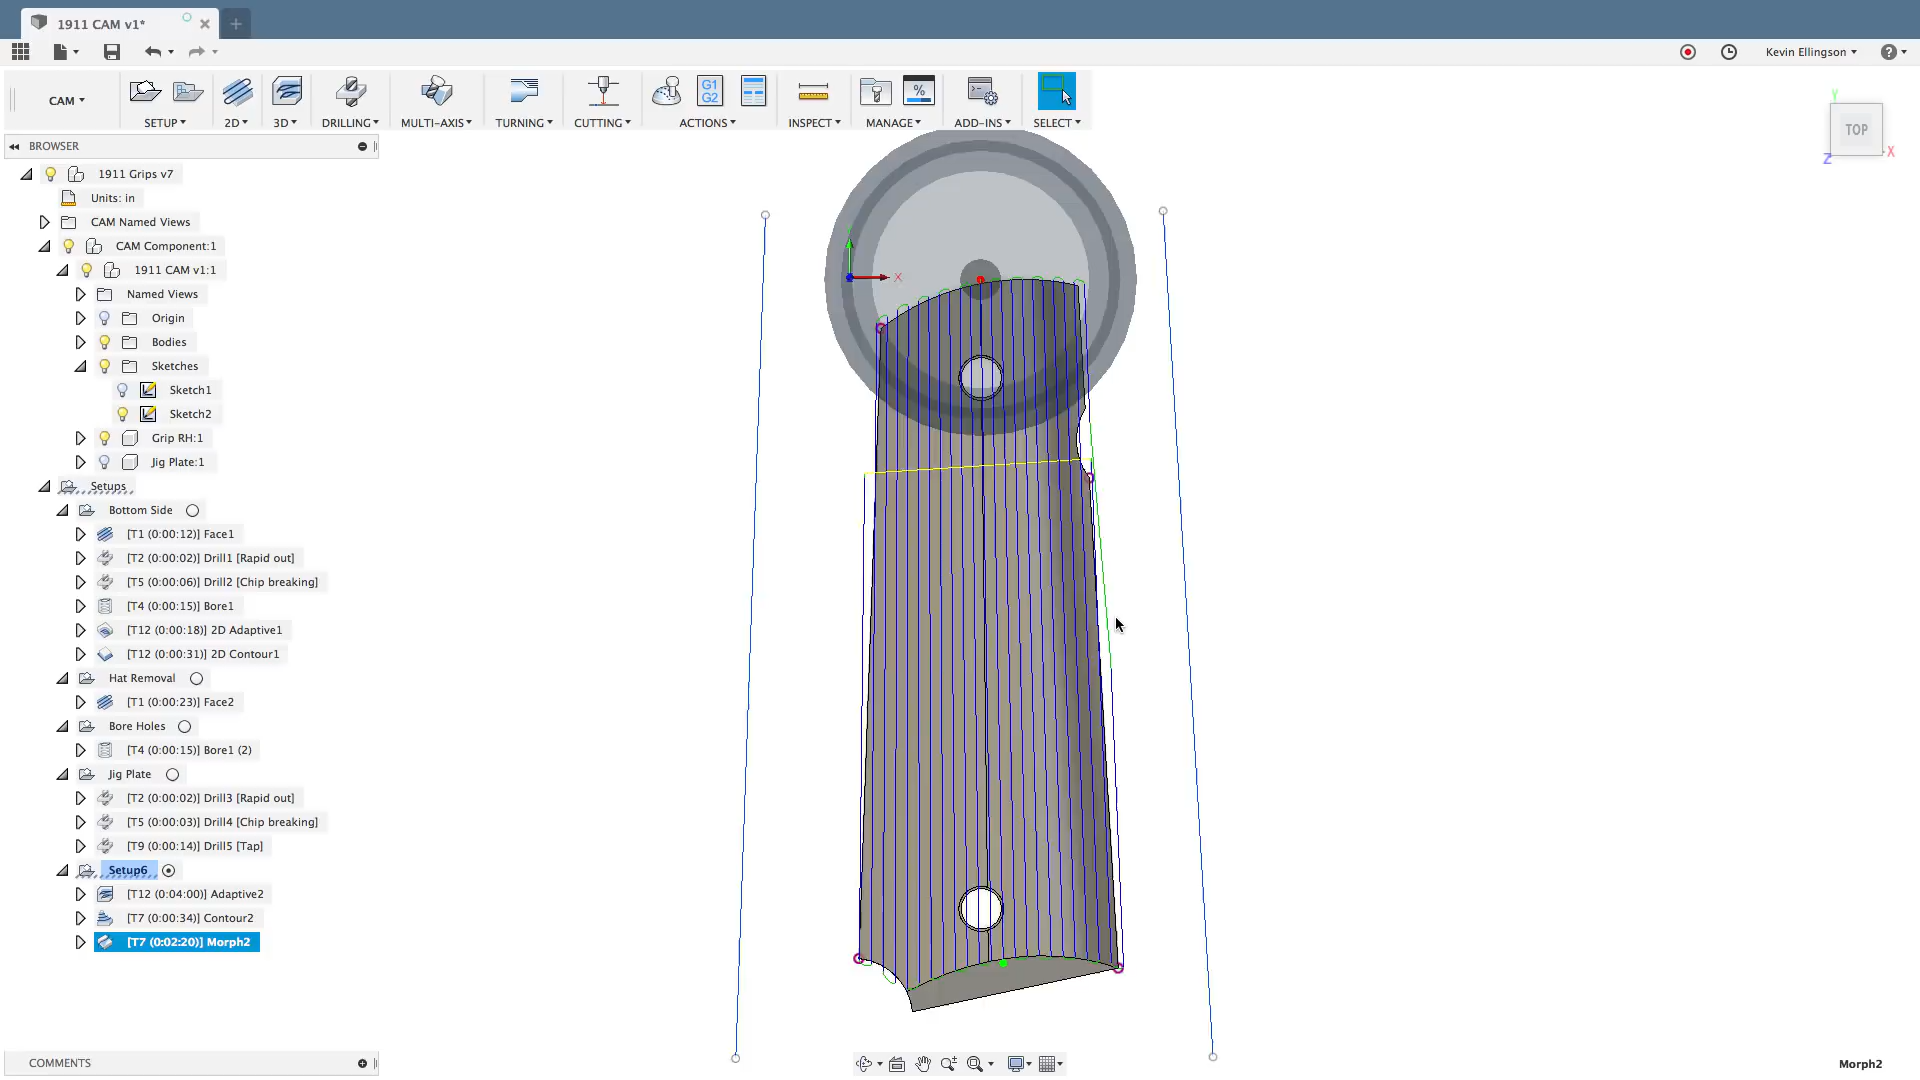 1911 CAM v1*
Kevin Ellingson
CAM
SETUP
2D
3D
DRILLING
MULTI-AXIS
TURNING
CUTTING
G1
G2
ACTIONS
INSPECT
%
MANAGE
ADD-INS
SELECT
Y
TOP
Z
X
BROWSER
1911 Grips v7
Units: in
CAM Named Views
CAM Component:1
1911 CAM v1:1
Named Views
Origin
Bodies
Sketches
Sketch1
Sketch2
Grip RH:1
Jig Plate:1
Setups
Bottom Side
[T1 (0:00:12)] Face1
[T2 (0:00:02)] Drill1 [Rapid out]
[T5 (0:00:06)] Drill2 [Chip breaking]
[T4 (0:00:15)] Bore1
[T12 (0:00:18)] 2D Adaptive1
[T12 (0:00:31)] 2D Contour1
Hat Removal
[T1 (0:00:23)] Face2
Bore Holes
[T4 (0:00:15)] Bore1 (2)
Jig Plate
[T2 (0:00:02)] Drill3 [Rapid out]
[T5 (0:00:03)] Drill4 [Chip breaking]
[T9 (0:00:14)] Drill5 [Tap]
Setup6
[T12 (0:04:00)] Adaptive2
[T7 (0:00:34)] Contour2
[T7 (0:02:20)] Morph2
X
COMMENTS
Morph2